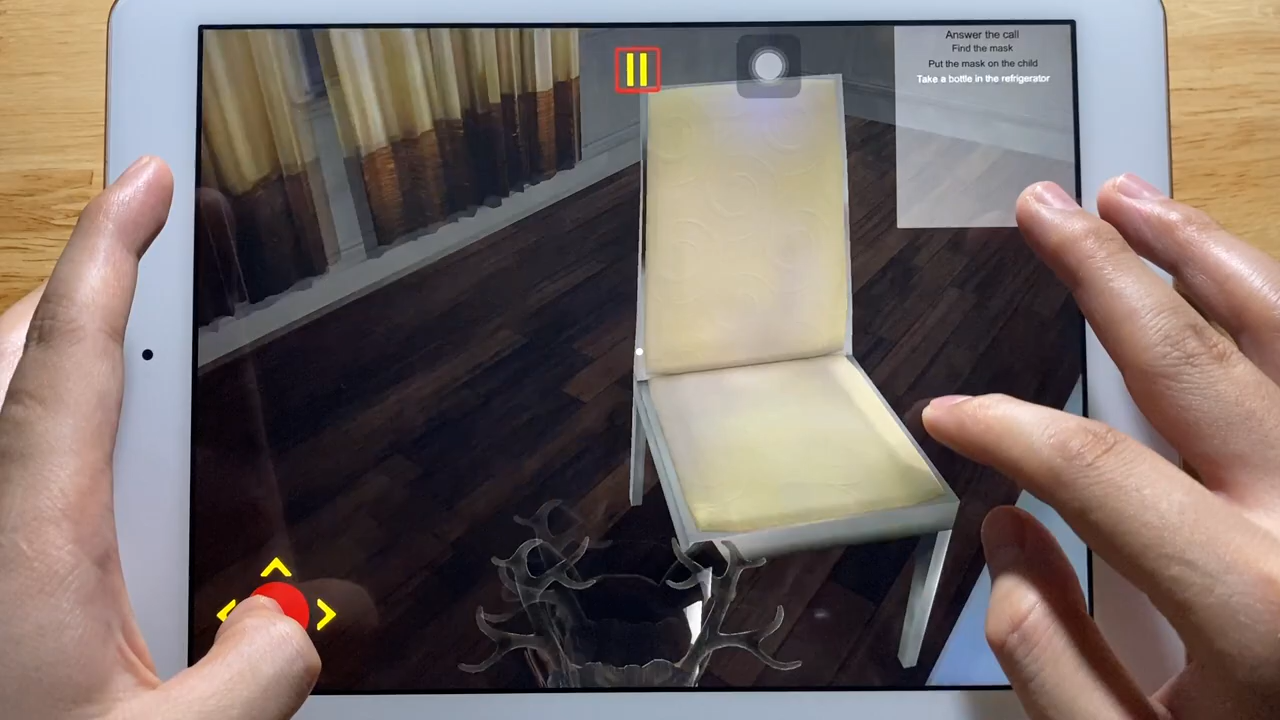 Answer the call
Find the mask
Put the mask on the child
Take a bottle in the refrigerator